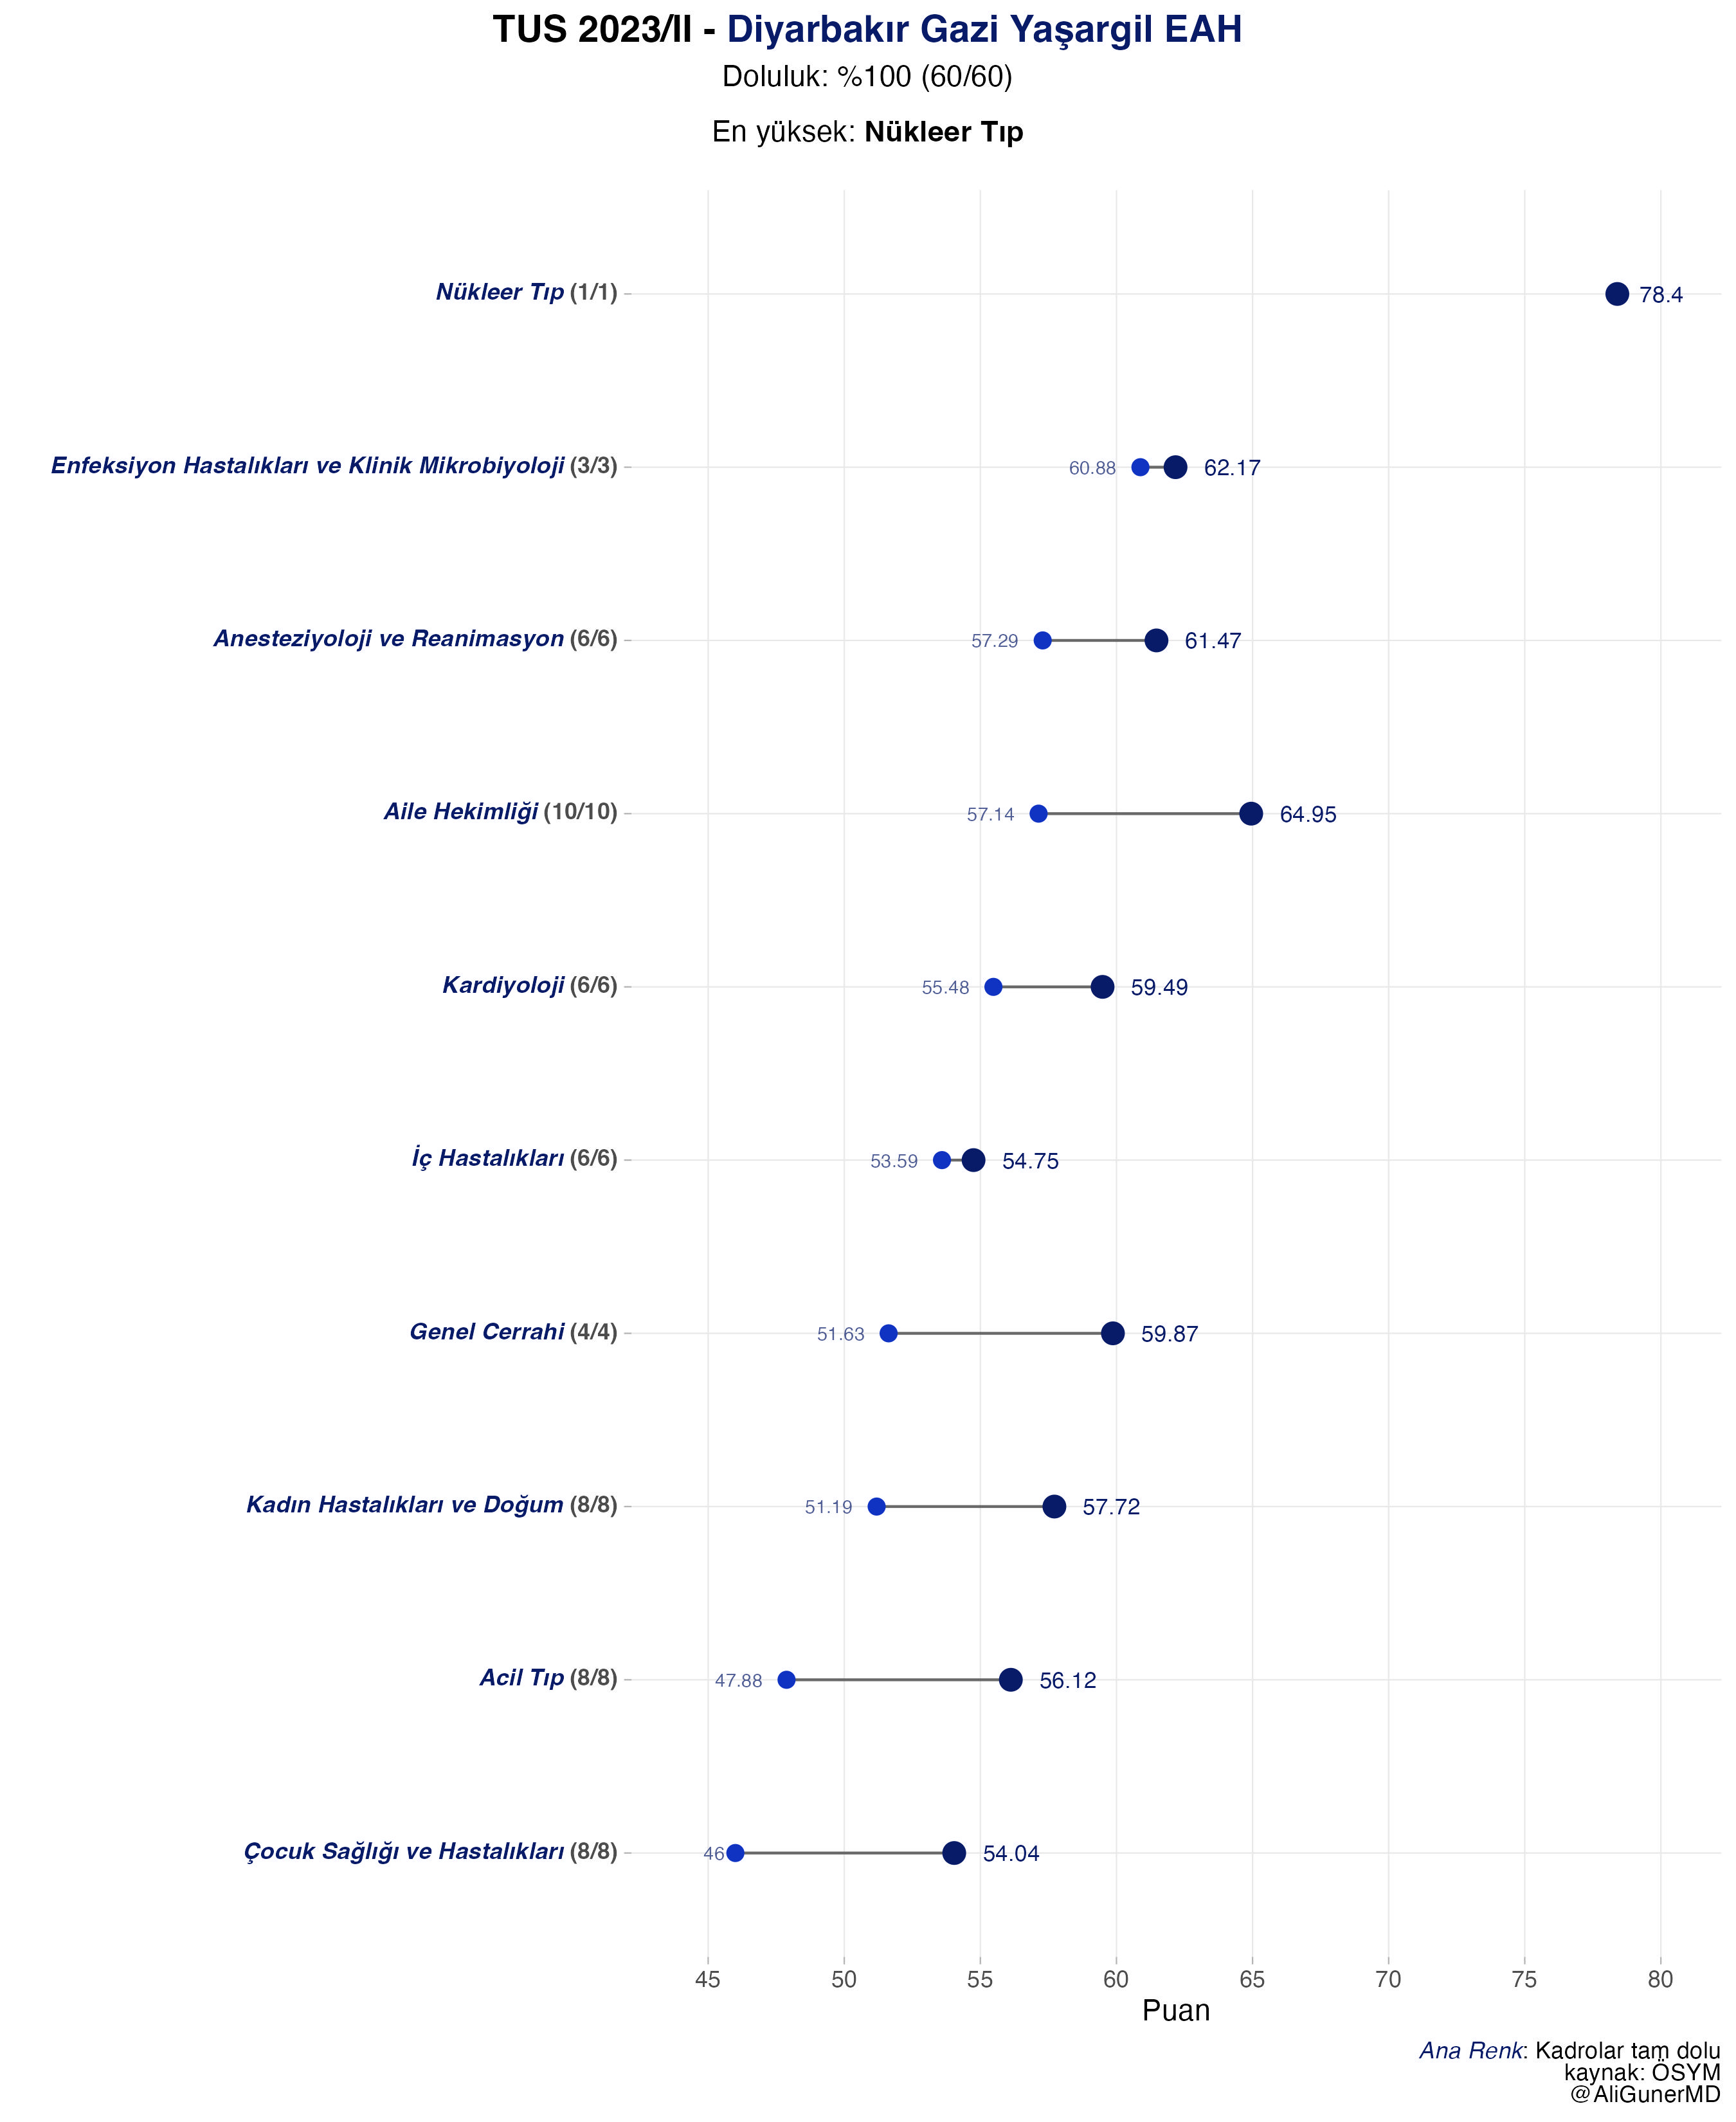 TUS 2023/II - Diyarbakır Gazi Yaşargil EAH
Doluluk: %100 (60/60)
En yüksek: Nükleer Tıp
Nükleer Tıp (1/1)
78.4
Enfeksiyon Hastalıkları ve Klinik Mikrobiyoloji (3/3)
60.88
62.17
Anesteziyoloji ve Reanimasyon (6/6)
57.29
61.47
Aile Hekimliği (10/10)
57.14
64.95
Kardiyoloji (6/6)
55.48
59.49
İç Hastalıkları (6/6)
53.59
54.75
Genel Cerrahi (4/4)
51.63
59.87
Kadın Hastalıkları ve Doğum (8/8)
51.19
57.72
Acil Tıp (8/8)
47.88
56.12
Çocuk Sağlığı ve Hastalıkları (8/8)
46
54.04
45 50 55 60 65 70 75 80
Puan
Ana Renk: Kadrolar tam dolu
kaynak: ÖSYM
@AliGunerMD